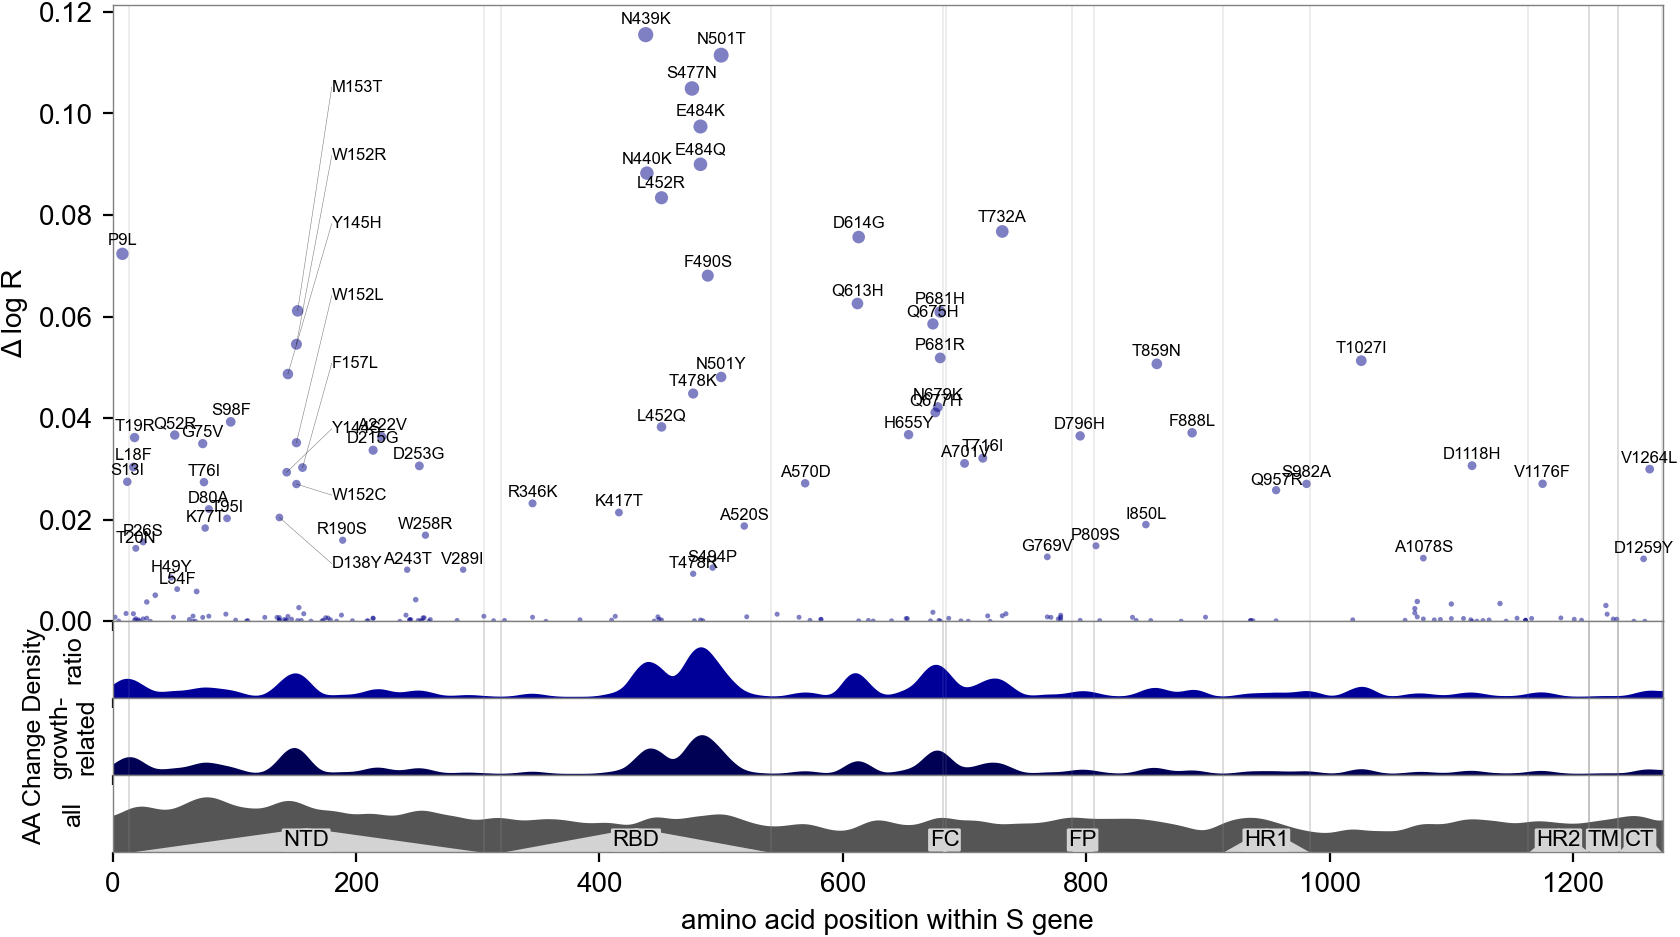 0.12
0.10
0.08
0.06
0.04
0.02
0.00
Δ log R
N439K
N501T
S477N
M153T
E484K
E484Q
W152R
N440K
L452R
D614G
T732A
Y145H
P9L
F490S
Q613H
W152L
P681H
Q675H
P681R
T859N
T1027I
F157L
N501Y
T478K
N679K
Q677H
S98F
T19R
Q52R
G75V
Y144S
A222V
D215G
L452Q
H655Y
D796H
F888L
L18F
S13I
T76I
D253G
A701V
T716I
D1118H
V1264L
A570D
Q957R
S982A
V1176F
D80A
T95I
K77T
W152C
R346K
K417T
A520S
I850L
P26S
T20N
R190S
W258R
P809S
G769V
A1078S
D1259Y
H49Y
L54F
D138Y
A243T
V289I
S494P
T478R
AA Change Density
ratio
growth-
related
all
NTD
RBD
FC
FP
HR1
HR2
TM
CT
0
200
400
600
800
1000
1200
amino acid position within S gene